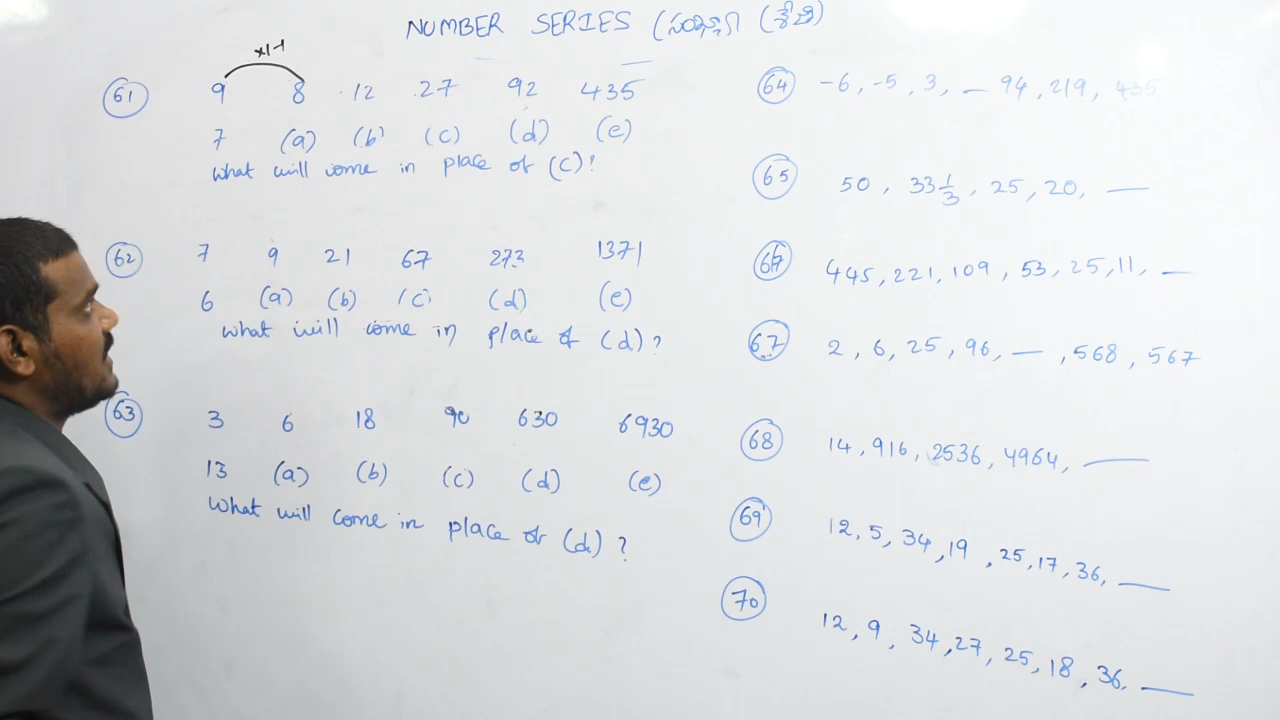 NUMBER SERIES (సంఖ్యా శ్రేణి)
×1-1
61 9 8 12 27 92 435
7 (a) (b) (c) (d) (e)
What will come in place of (c)?
62 7 9 21 67 273 1371
6 (a) (b) (c) (d) (e)
What will come in place of (d)?
63 3 6 18 90 630 6930
13 (a) (b) (c) (d) (e)
What will come in place of (d)?
64 -6, -5, 3, __ 94, 219, 435
65 50, 33 1/3, 25, 20, __
66 445, 221, 109, 53, 25, 11, __
67 2, 6, 25, 96, __, 568, 567
68 14, 916, 2536, 4964, __
69 12, 5, 34, 19, 25, 17, 36, __
70 12, 9, 34, 27, 25, 18, 36, __